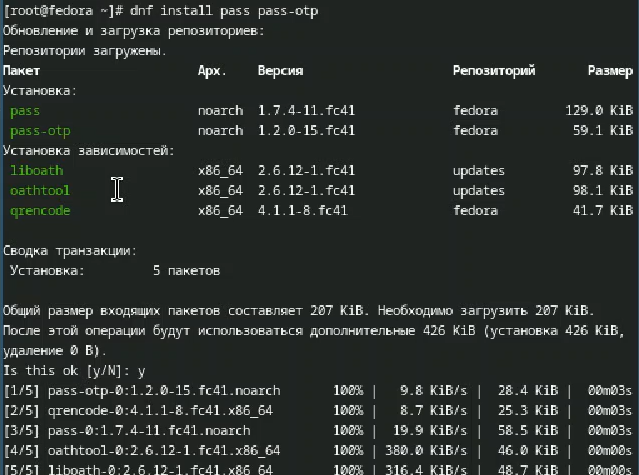 [root@fedora ~]# dnf install pass pass-otp
Обновление и загрузка репозиториев:
Репозитории загружены.
Пакет Арх. Версия Репозиторий Размер
Установка:
pass noarch 1.7.4-11.fc41 fedora 129.0 KiB
pass-otp noarch 1.2.0-15.fc41 fedora 59.1 KiB
Установка зависимостей:
liboath x86_64 2.6.12-1.fc41 updates 97.8 KiB
oathtool x86_64 2.6.12-1.fc41 updates 98.1 KiB
qrencode x86_64 4.1.1-8.fc41 fedora 41.7 KiB
Сводка транзакции:
Установка: 5 пакетов
Общий размер входящих пакетов составляет 207 KiB. Необходимо загрузить 207 KiB.
После этой операции будут использоваться дополнительные 426 KiB (установка 426 KiB,
удаление 0 B).
Is this ok [y/N]: y
[1/5] pass-otp-0:1.2.0-15.fc41.noarch 100% | 9.8 KiB/s | 28.4 KiB | 00m03s
[2/5] qrencode-0:4.1.1-8.fc41.x86_64 100% | 8.7 KiB/s | 25.3 KiB | 00m03s
[3/5] pass-0:1.7.4-11.fc41.noarch 100% | 19.9 KiB/s | 58.5 KiB | 00m03s
[4/5] oathtool-0:2.6.12-1.fc41.x86_64 100% | 380.0 KiB/s | 46.0 KiB | 00m00s
[5/5] liboath-0:2.6.12-1.fc41.x86_64 100% | 316.4 KiB/s | 48.7 KiB | 00m00s